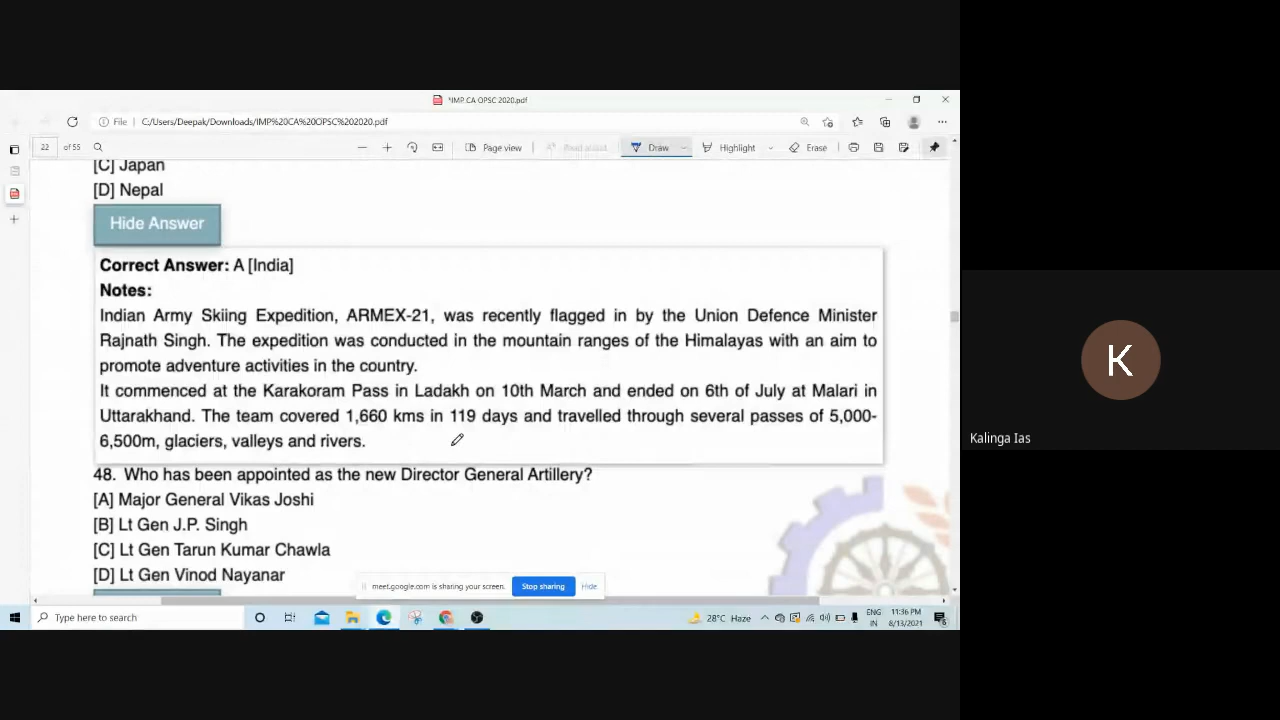 *IMP CA OPSC 2020.pdf
File
C:/Users/Deepak/Downloads/IMP%20CA%20OPSC%202020.pdf
22 of 55
Page view
Read aloud
Draw
Highlight
Erase
[C] Japan
[D] Nepal
Hide Answer
Correct Answer: A [India]
Notes:
Indian Army Skiing Expedition, ARMEX-21, was recently flagged in by the Union Defence Minister
Rajnath Singh. The expedition was conducted in the mountain ranges of the Himalayas with an aim to
promote adventure activities in the country.
It commenced at the Karakoram Pass in Ladakh on 10th March and ended on 6th of July at Malari in
Uttarakhand. The team covered 1,660 kms in 119 days and travelled through several passes of 5,000-
6,500m, glaciers, valleys and rivers.
48. Who has been appointed as the new Director General Artillery?
[A] Major General Vikas Joshi
[B] Lt Gen J.P. Singh
[C] Lt Gen Tarun Kumar Chawla
[D] Lt Gen Vinod Nayanar
meet.google.com is sharing your screen.
Stop sharing
Hide
Type here to search
28°C Haze
ENG
IN
11:36 PM
8/13/2021
K
Kalinga Ias